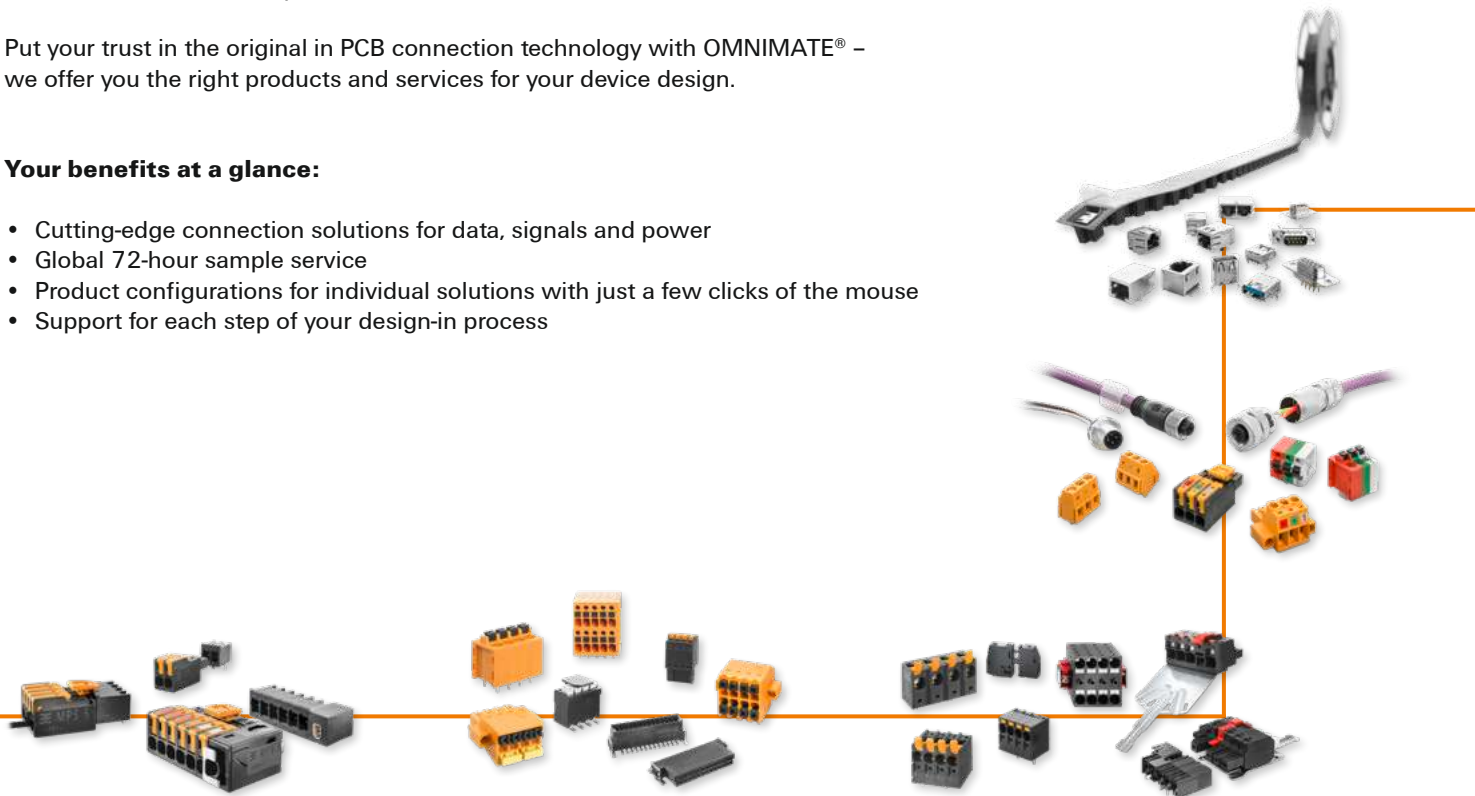 Put your trust in the original in PCB connection technology with OMNIMATE® –
we offer you the right products and services for your device design.
Your benefits at a glance:
• Cutting-edge connection solutions for data, signals and power
• Global 72-hour sample service
• Product configurations for individual solutions with just a few clicks of the mouse
• Support for each step of your design-in process